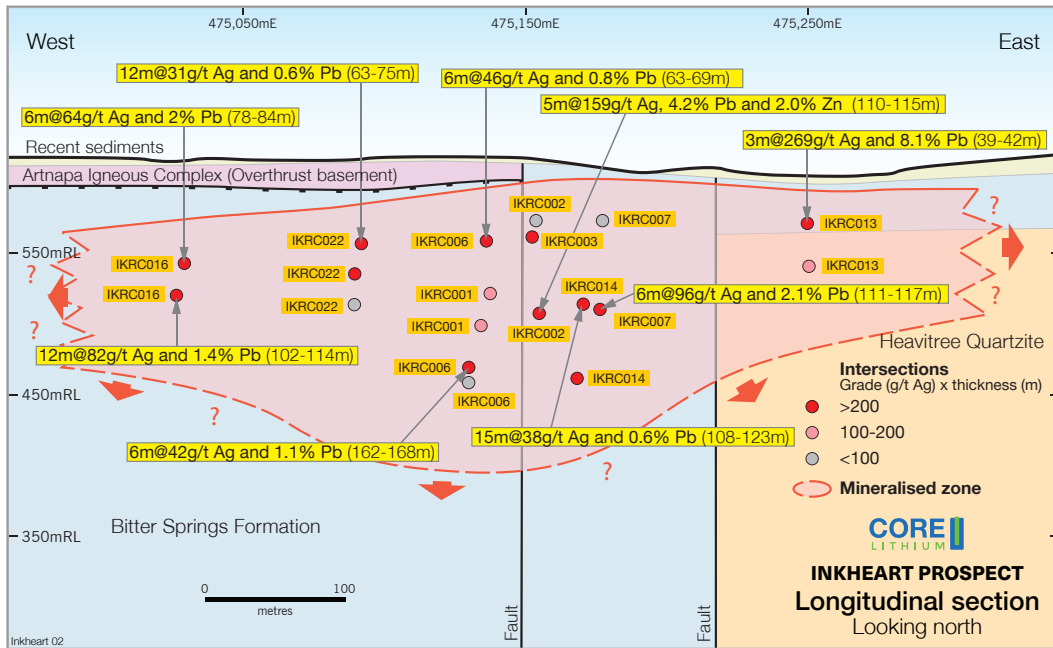 475,050mE
475,150mE
475,250mE
West
East
12m@31g/t Ag and 0.6% Pb (63-75m)
6m@46g/t Ag and 0.8% Pb (63-69m)
5m@159g/t Ag, 4.2% Pb and 2.0% Zn (110-115m)
6m@64g/t Ag and 2% Pb (78-84m)
3m@269g/t Ag and 8.1% Pb (39-42m)
Recent sediments
Artnapa Igneous Complex (Overthrust basement)
IKRC002
IKRC007
IKRC013
?
?
IKRC022
IKRC006
IKRC003
550mRL
IKRC016
IKRC013
?
IKRC022
IKRC014
IKRC016
IKRC001
6m@96g/t Ag and 2.1% Pb (111-117m)
?
IKRC022
IKRC007
?
IKRC001
IKRC002
12m@82g/t Ag and 1.4% Pb (102-114m)
Heavitree Quartzite
IKRC006
IKRC014
Intersections
Grade (g/t Ag) x thickness (m)
450mRL
IKRC006
>200
?
100-200
15m@38g/t Ag and 0.6% Pb (108-123m)
6m@42g/t Ag and 1.1% Pb (162-168m)
<100
?
Mineralised zone
Bitter Springs Formation
350mRL
CORE
LITHIUM
INKHEART PROSPECT
Longitudinal section
Looking north
0
100
metres
Fault
Fault
Inkheart 02